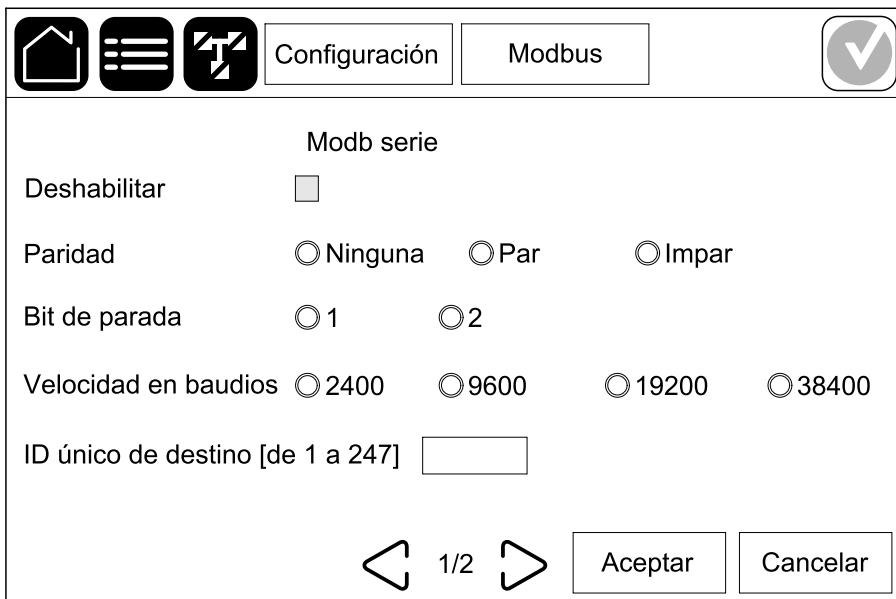 Configuración Modbus
Modb serie
Deshabilitar
Paridad Ninguna Par Impar
Bit de parada 1 2
Velocidad en baudios 2400 9600 19200 38400
ID único de destino [de 1 a 247]
1/2 Aceptar Cancelar